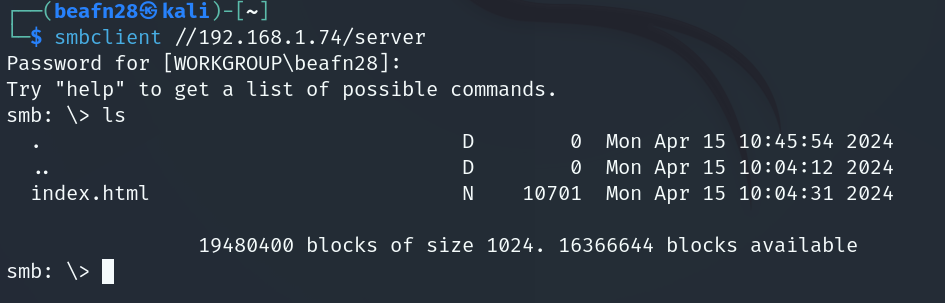 ┌──(beafn28㉿kali)-[~]
└─$ smbclient //192.168.1.74/server
Password for [WORKGROUP\beafn28]:
Try "help" to get a list of possible commands.
smb: \> ls
  .                                   D        0  Mon Apr 15 10:45:54 2024
  ..                                  D        0  Mon Apr 15 10:04:12 2024
  index.html                          N    10701  Mon Apr 15 10:04:31 2024
                19480400 blocks of size 1024. 16366644 blocks available
smb: \>